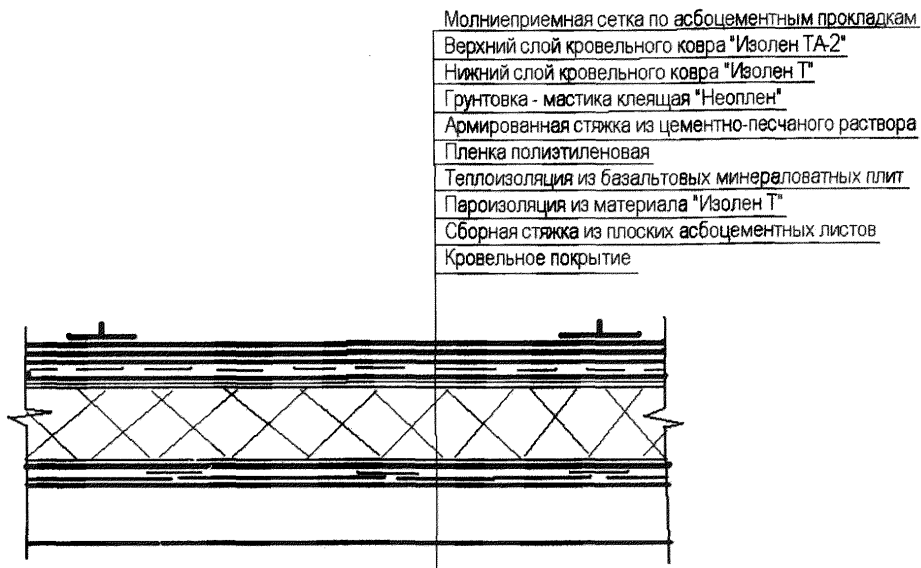 Молниеприемная сетка по асбоцементным прокладкам
Верхний слой кровельного ковра "Изолен ТА-2"
Нижний слой кровельного ковра "Изолен Т"
Грунтовка - мастика клеящая "Неоплен"
Армированная стяжка из цементно-песчаного раствора
Пленка полиэтиленовая
Теплоизоляция из базальтовых минераловатных плит
Пароизоляция из материала "Изолен Т"
Сборная стяжка из плоских асбоцементных листов
Кровельное покрытие